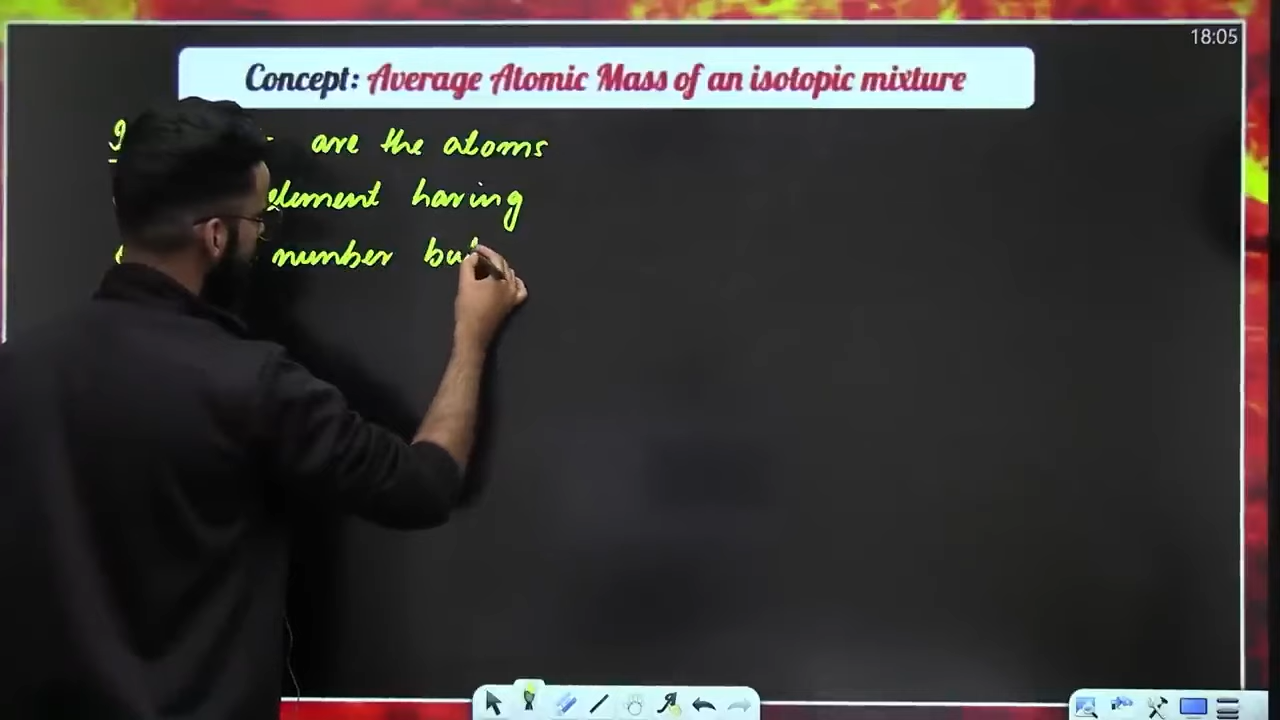 18:05
Concept: Average Atomic Mass of an isotopic mixture
are the atoms
element having
number but